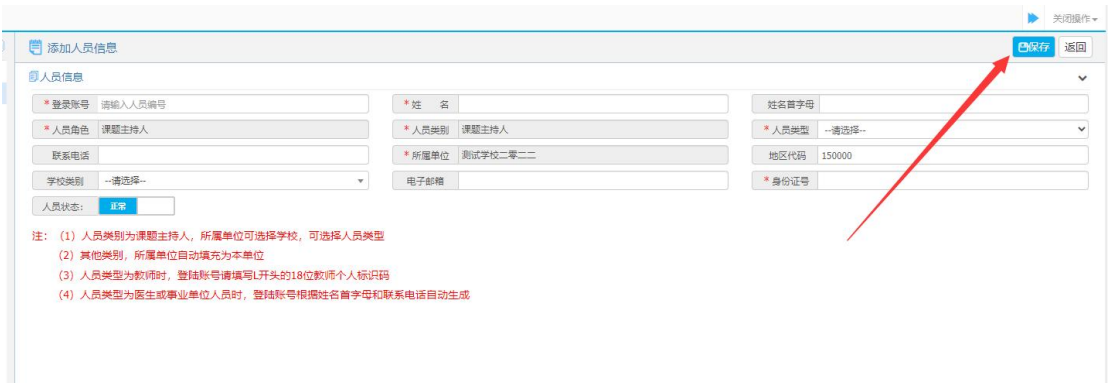 关闭操作
添加人员信息 保存 返回
人员信息
*登录账号 请输入人员编号 *姓 名 姓名首字母
*人员角色 课题主持人 *人员类别 课题主持人 *人员类型 --请选择--
联系电话 *所属单位 测试学校二零二二 地区代码 150000
学校类别 --请选择-- 电子邮箱 *身份证号
人员状态: 正常
注:（1）人员类别为课题主持人，所属单位可选择学校，可选择人员类型
（2）其他类别，所属单位自动填充为本单位
（3）人员类型为教师时，登陆账号请填写L开头的18位教师个人标识码
（4）人员类型为医生或事业单位人员时，登陆账号根据姓名首字母和联系电话自动生成